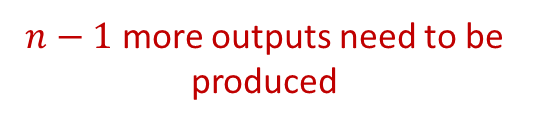 n − 1 more outputs need to be
produced